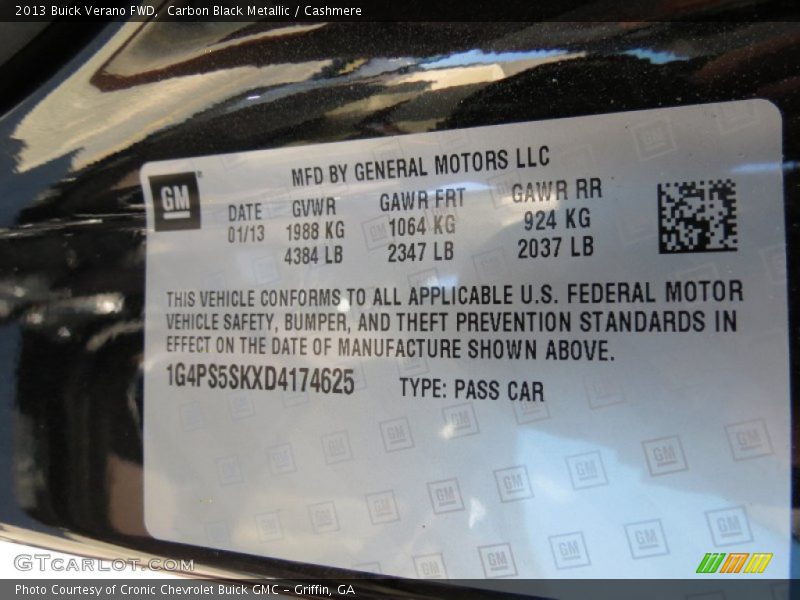 2013 Buick Verano FWD, Carbon Black Metallic / Cashmere
MFD BY GENERAL MOTORS LLC
GM
DATE GVWR GAWR FRT GAWR RR
01/13 1988 KG 1064 KG 924 KG
4384 LB 2347 LB 2037 LB
THIS VEHICLE CONFORMS TO ALL APPLICABLE U.S. FEDERAL MOTOR
VEHICLE SAFETY, BUMPER, AND THEFT PREVENTION STANDARDS IN
EFFECT ON THE DATE OF MANUFACTURE SHOWN ABOVE.
1G4PS5SKXD4174625 TYPE: PASS CAR
GTCARLOT.COM
Photo Courtesy of Cronic Chevrolet Buick GMC – Griffin, GA